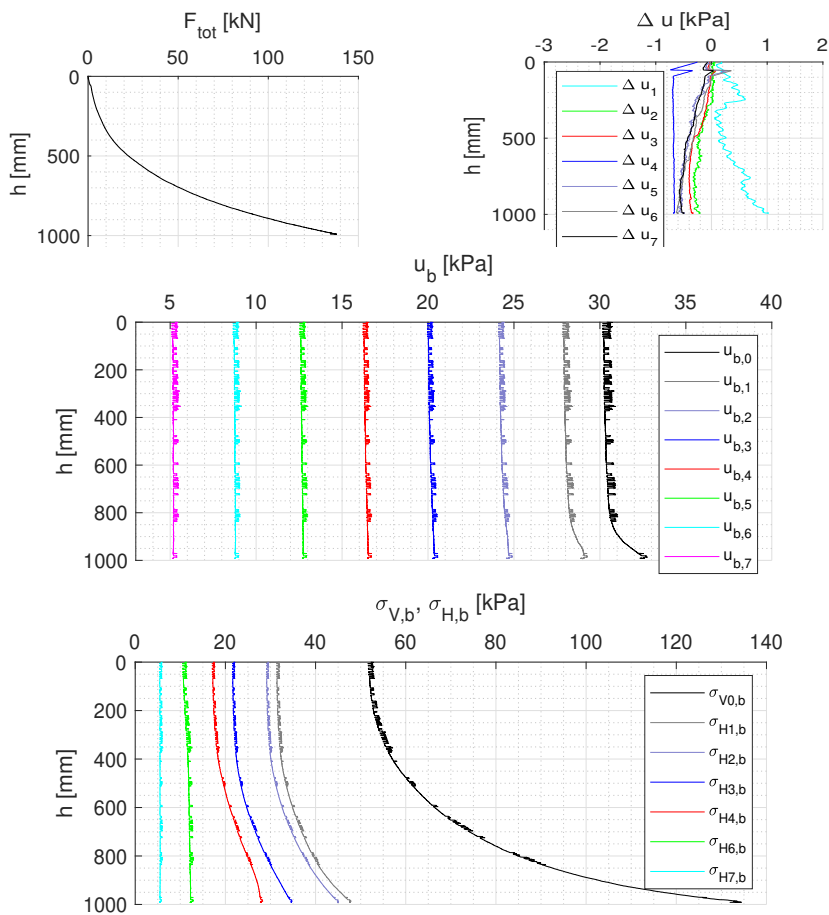 F_tot [kN]
0 50 100 150
0
500
1000
h [mm]
Δ u [kPa]
-3 -2 -1 0 1 2
0
500
1000
h [mm]
Δ u_1
Δ u_2
Δ u_3
Δ u_4
Δ u_5
Δ u_6
Δ u_7
u_b [kPa]
5 10 15 20 25 30 35 40
0
200
400
600
800
1000
h [mm]
u_b,0
u_b,1
u_b,2
u_b,3
u_b,4
u_b,5
u_b,6
u_b,7
σ_V,b, σ_H,b [kPa]
0 20 40 60 80 100 120 140
0
200
400
600
800
1000
h [mm]
σ_V0,b
σ_H1,b
σ_H2,b
σ_H3,b
σ_H4,b
σ_H6,b
σ_H7,b